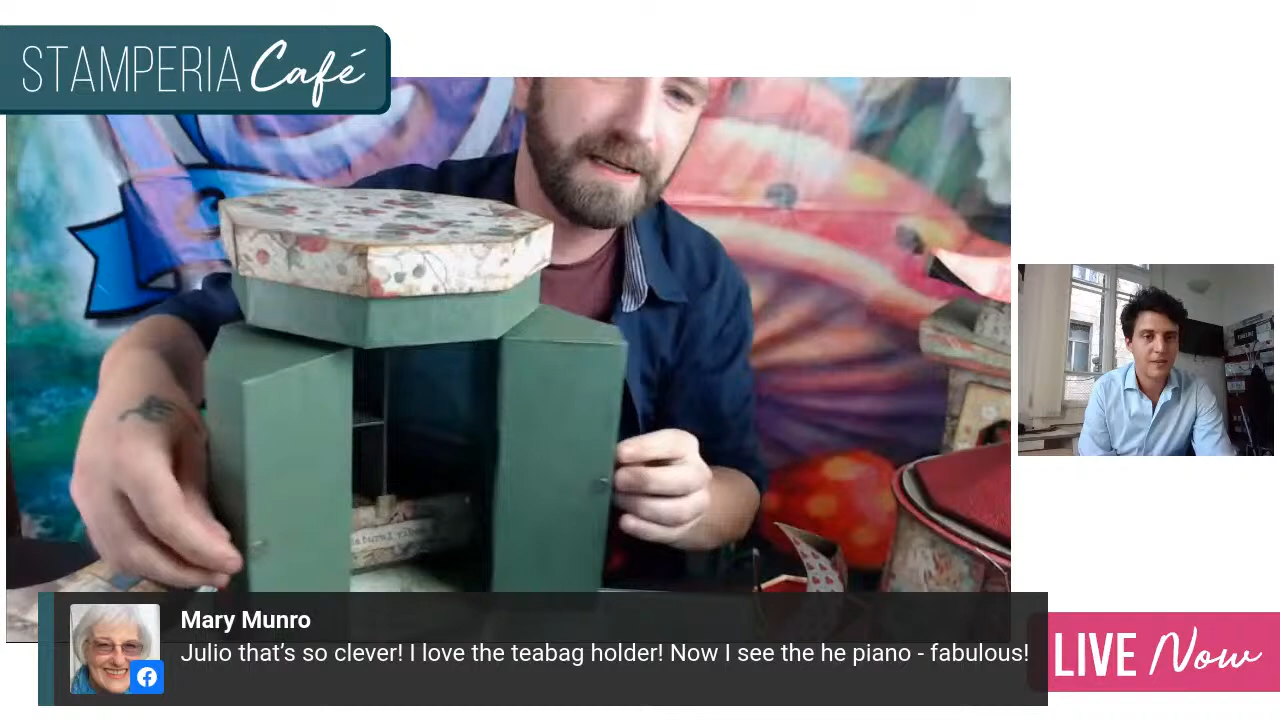 STAMPERIA Café
Mary Munro
Julio that's so clever! I love the teabag holder! Now I see the he piano - fabulous!
LIVE Now